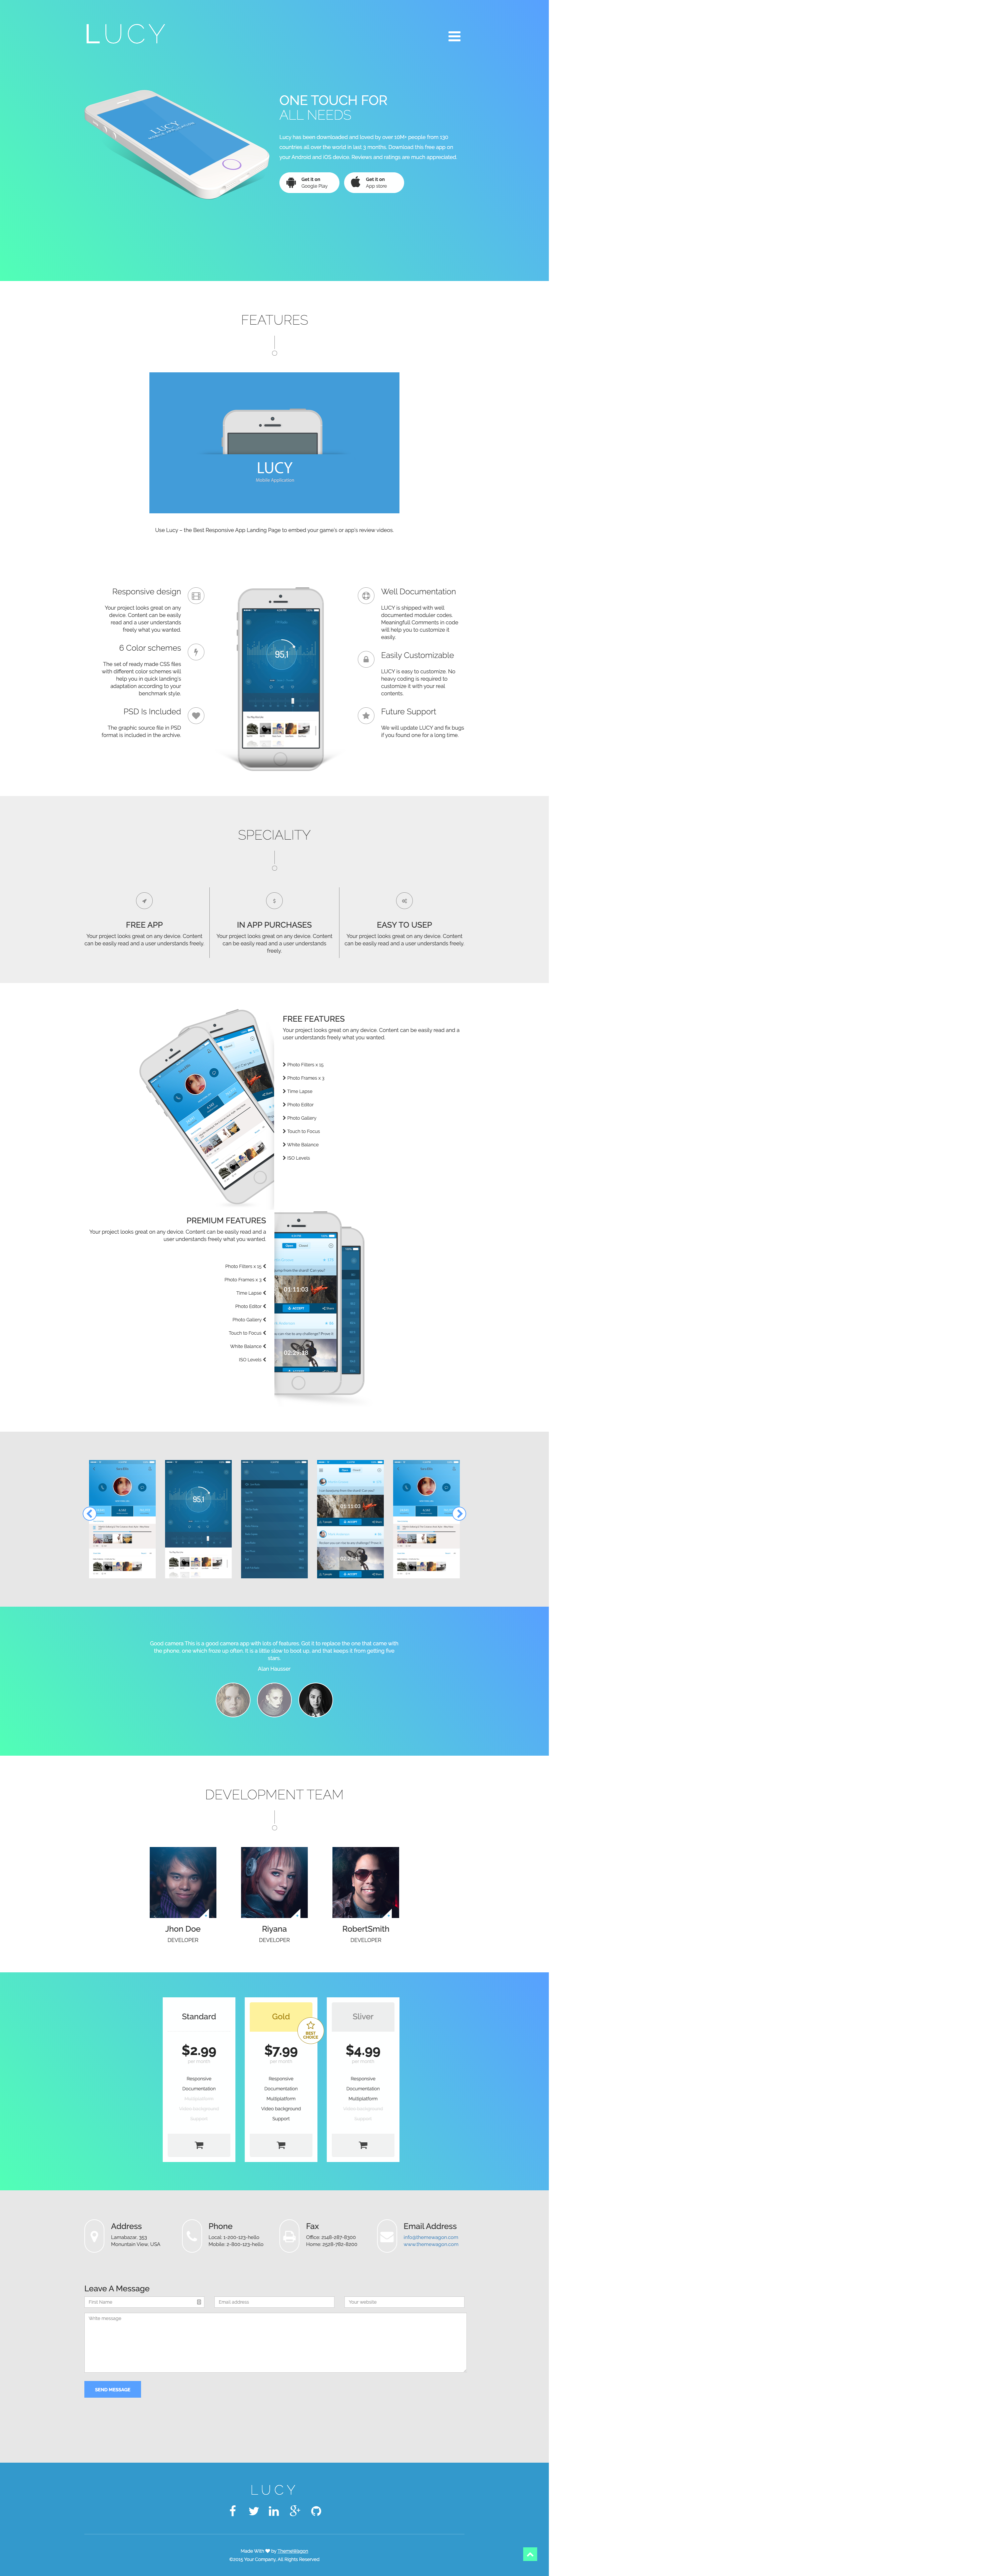 LUCY
ONE TOUCH FOR
ALL NEEDS
Lucy has been downloaded and loved by over 10M+ people from 130
countries all over the world in last 3 months. Download this free app on
your Android and iOS device. Reviews and ratings are much appreciated
Get it on
Google Play
Get it on
App store
FEATURES
LUCY
Mobile Application
Use Lucy – the Best Responsive App Landing Page to embed your game's or app's review videos.
Responsive design
Your project looks great on any
device. Content can be easily
read and a user understands
freely what you wanted.
6 Color schemes
The set of ready made CSS files
with different color schemes will
help you in quick landing's
adaptation according to your
benchmark style.
PSD Is Included
The graphic source file in PSD
format is included in the archive.
95.1
Well Documentation
LUCY is shipped with well
documented moduler codes,
Meaningfull Comments in code
will help you to customize it
easily.
Easily Customizable
LUCY is easy to customize. No
heavy coding is required to
customize it with your real
contents.
Future Support
We will update LUCY and fix bugs
if you found one for a long time.
SPECIALITY
FREE APP
Your project looks great on any device. Content
can be easily read and a user understands freely.
IN APP PURCHASES
Your project looks great on any device. Content
can be easily read and a user understands
freely.
EASY TO USEP
Your project looks great on any device. Content
can be easily read and a user understands freely.
FREE FEATURES
Your project looks great on any device. Content can be easily read and a
user understands freely what you wanted.
Photo Filters x 15
Photo Frames x 3
Time Lapse
Photo Editor
Photo Gallery
Touch to Focus
White Balance
ISO Levels
PREMIUM FEATURES
Your project looks great on any device. Content can be easily read and a
user understands freely what you wanted.
Photo Filters x 15
Photo Frames x 3
Time Lapse
Photo Editor
Photo Gallery
Touch to Focus
White Balance
ISO Levels
01:11:03
ACCEPT
02:29:18
95.1
01:11:03
ACCEPT
Good camera This is a good camera app with lots of features. Got it to replace the one that came with
the phone, one which froze up often. It is a little slow to boot up, and that keeps it from getting five
stars.
Alan Hausser
DEVELOPMENT TEAM
Jhon Doe
DEVELOPER
Riyana
DEVELOPER
RobertSmith
DEVELOPER
Standard
$2.99
per month
Responsive
Documentation
Multiplatform
Video background
Support
Gold
BEST
CHOICE
$7.99
per month
Responsive
Documentation
Multiplatform
Video background
Support
Sliver
$4.99
per month
Responsive
Documentation
Multiplatform
Video background
Support
Address
Lamabazar, 353
Monuntain View, USA
Phone
Local: 1-200-123-hello
Mobile: 2-800-123-hello
Fax
Office: 2148-087-8300
Home: 2528-782-8200
Email Address
info@themewagon.com
www.themewagon.com
Leave A Message
First Name
Email address
Your website
Write message
SEND MESSAGE
LUCY
Made With by ThemeWagon
©2015 Your Company, All Rights Reserved